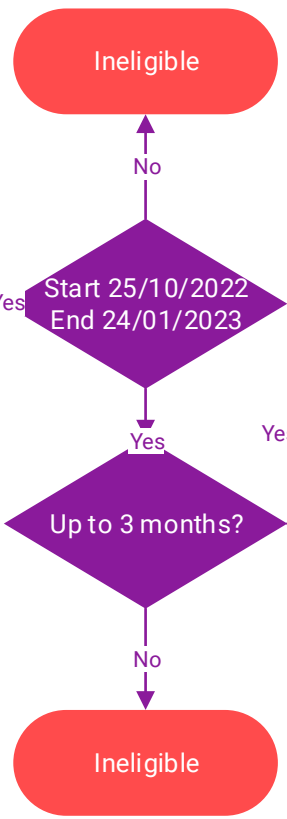 Ineligible
No
Yes
Start 25/10/2022
End 24/01/2023
Yes
Ye
Up to 3 months?
No
Ineligible